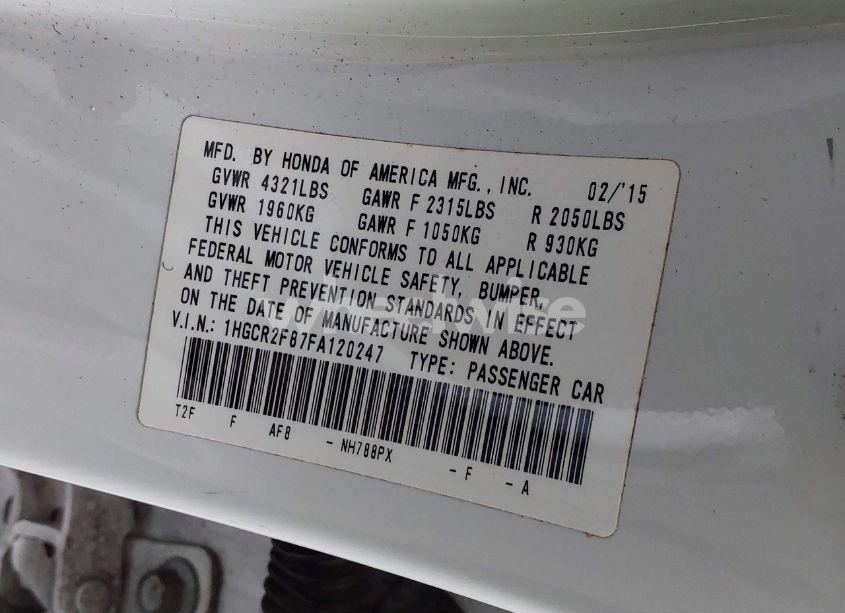 MFD. BY HONDA OF AMERICA MFG., INC. 02/'15
GVWR 4321LBS GAWR F 2315LBS R 2050LBS
GVWR 1960KG GAWR F 1050KG R 930KG
THIS VEHICLE CONFORMS TO ALL APPLICABLE
FEDERAL MOTOR VEHICLE SAFETY, BUMPER,
AND THEFT PREVENTION STANDARDS IN EFFECT
ON THE DATE OF MANUFACTURE SHOWN ABOVE.
V.I.N.: 1HGCR2F87FA120247 TYPE: PASSENGER CAR
T2F F AF8 - NH788PX - F - A